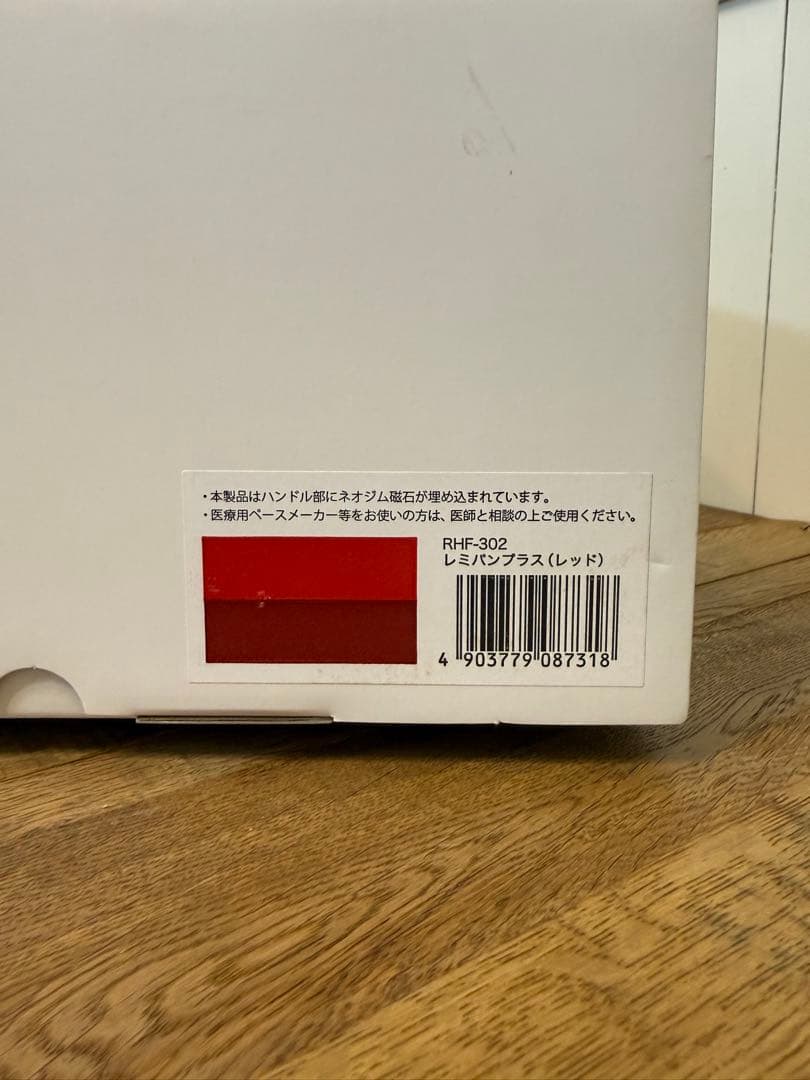 ・本製品はハンドル部にネオジム磁石が埋め込まれています。
・医療用ペースメーカー等をお使いの方は、医師と相談の上ご使用ください。
RHF-302
レミパンプラス（レッド）
4 903779 087318